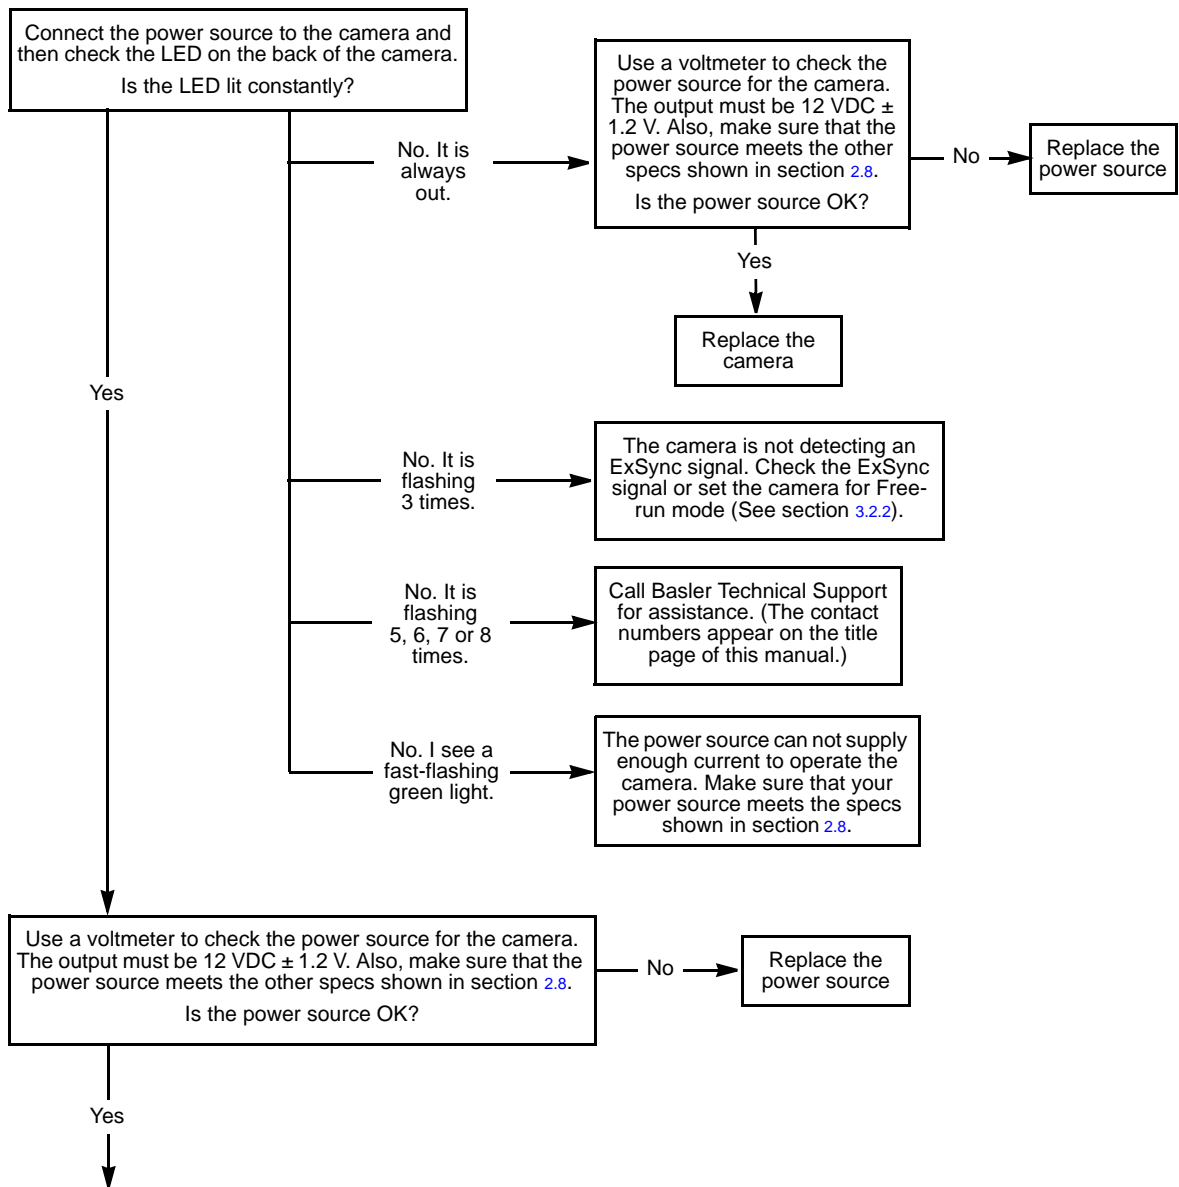 Connect the power source to the camera and
then check the LED on the back of the camera.
Is the LED lit constantly?
No. It is
always
out.
Use a voltmeter to check the
power source for the camera.
The output must be 12 VDC ±
1.2 V. Also, make sure that the
power source meets the other
specs shown in section 2.8.
Is the power source OK?
No
Replace the
power source
Yes
Replace the
camera
Yes
No. It is
flashing
3 times.
The camera is not detecting an
ExSync signal. Check the ExSync
signal or set the camera for Free-
run mode (See section 3.2.2).
No. It is
flashing
5, 6, 7 or 8
times.
Call Basler Technical Support
for assistance. (The contact
numbers appear on the title
page of this manual.)
No. I see a
fast-flashing
green light.
The power source can not supply
enough current to operate the
camera. Make sure that your
power source meets the specs
shown in section 2.8.
Use a voltmeter to check the power source for the camera.
The output must be 12 VDC ± 1.2 V. Also, make sure that the
power source meets the other specs shown in section 2.8.
Is the power source OK?
No
Replace the
power source
Yes